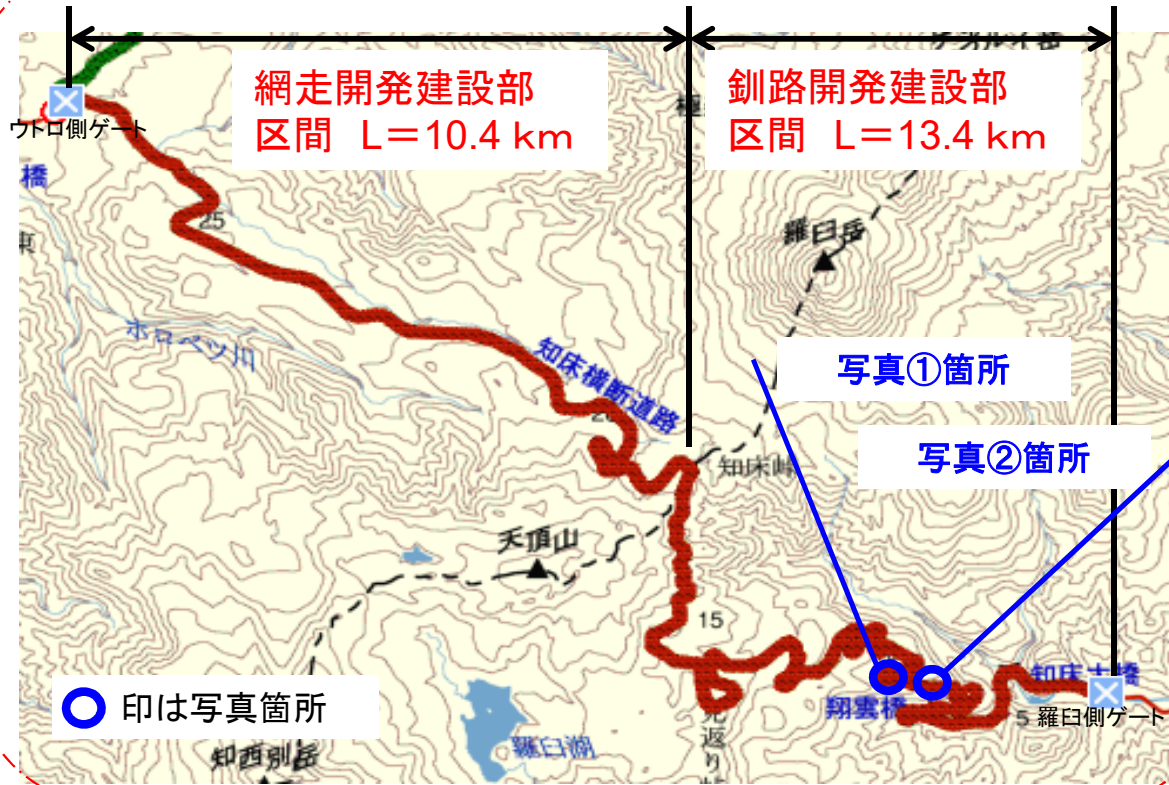 網走開発建設部
区間 L=10.4 km
釧路開発建設部
区間 L=13.4 km
ウトロ側ゲート
橋
東
25
羅臼岳
ホロベツ川
知床横断道路
写真①箇所
写真②箇所
知床峠
天頂山
15
知床大橋
翔雲橋
5
羅臼側ゲート
印は写真箇所
羅臼湖
知西別岳